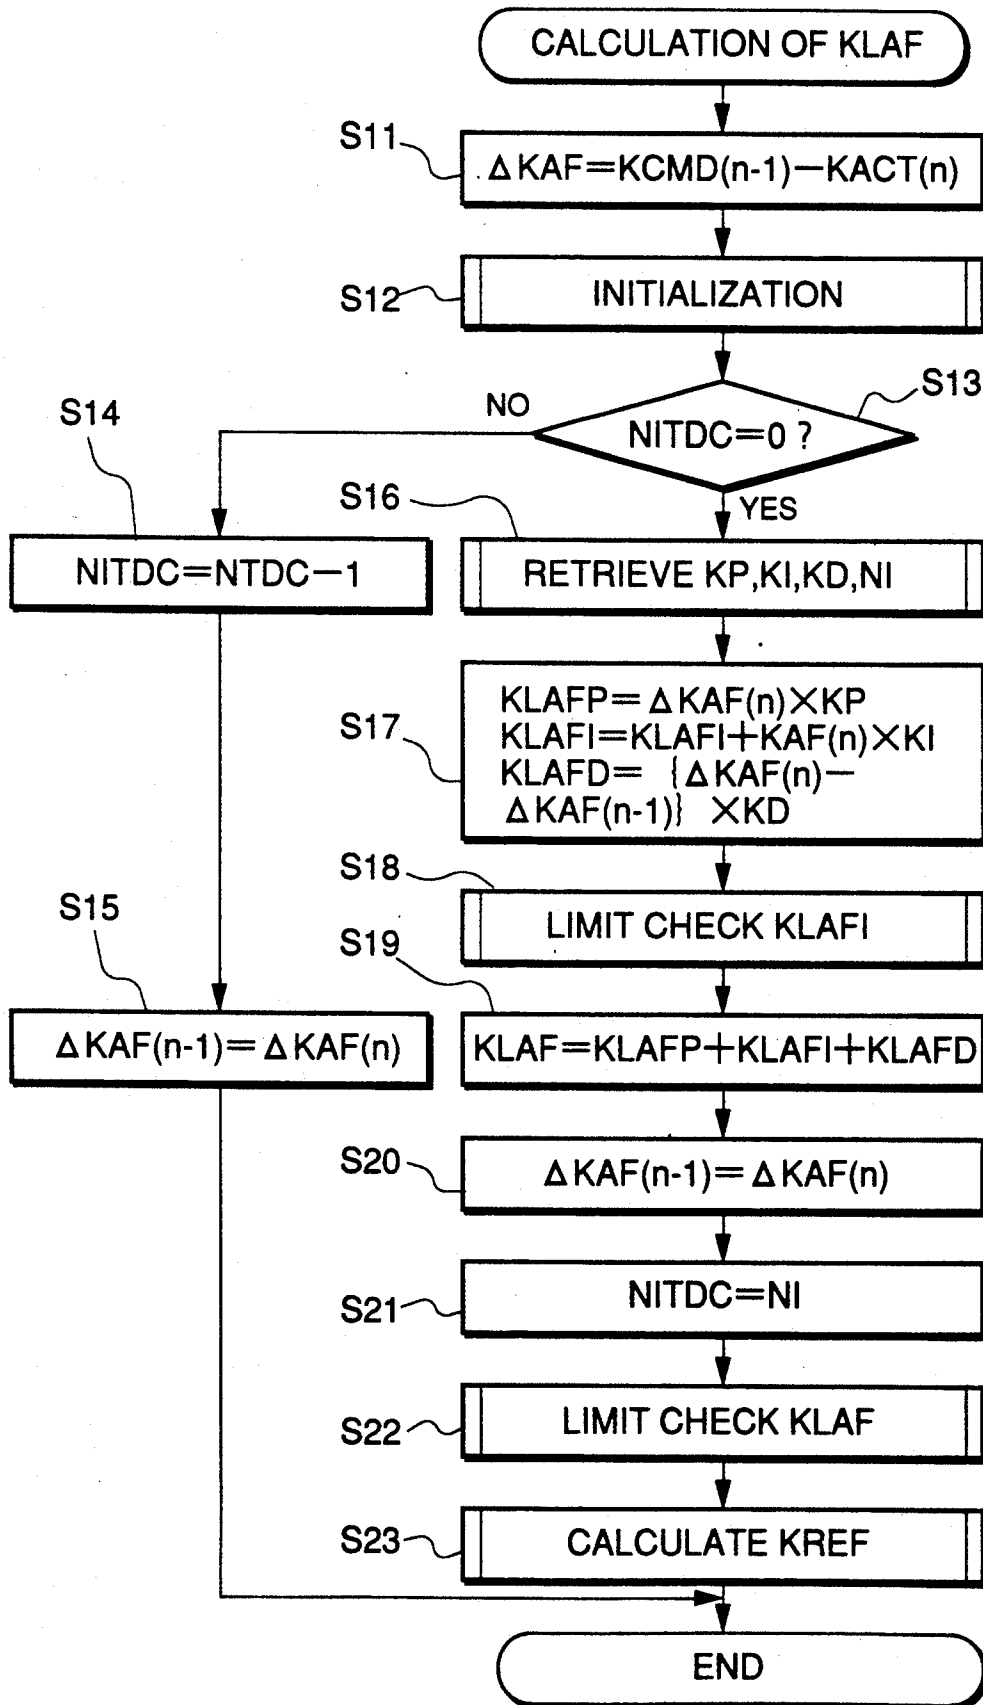 CALCULATION OF KLAF
S11
ΔKAF=KCMD(n-1)−KACT(n)
S12
INITIALIZATION
S13
NITDC=0 ?
NO
YES
S14
NITDC=NTDC−1
S15
ΔKAF(n-1)=ΔKAF(n)
S16
RETRIEVE KP,KI,KD,NI
S17
KLAFP=ΔKAF(n)×KP
KLAFI=KLAFI+KAF(n)×KI
KLAFD= {ΔKAF(n)−
ΔKAF(n-1)} ×KD
S18
LIMIT CHECK KLAFI
S19
KLAF=KLAFP+KLAFI+KLAFD
S20
ΔKAF(n-1)=ΔKAF(n)
S21
NITDC=NI
S22
LIMIT CHECK KLAF
S23
CALCULATE KREF
END